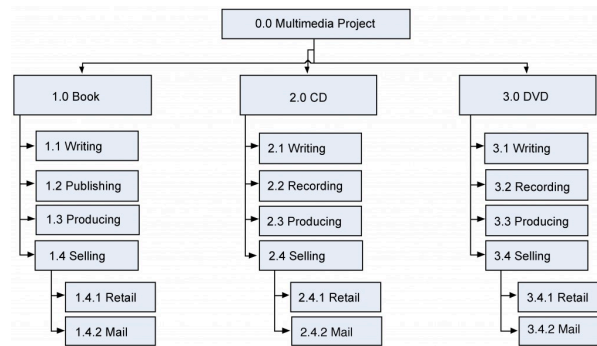 0.0 Multimedia Project
1.0 Book
2.0 CD
3.0 DVD
1.1 Writing
2.1 Writing
3.1 Writing
1.2 Publishing
2.2 Recording
3.2 Recording
1.3 Producing
2.3 Producing
3.3 Producing
1.4 Selling
2.4 Selling
3.4 Selling
1.4.1 Retail
2.4.1 Retail
3.4.1 Retail
1.4.2 Mail
2.4.2 Mail
3.4.2 Mail